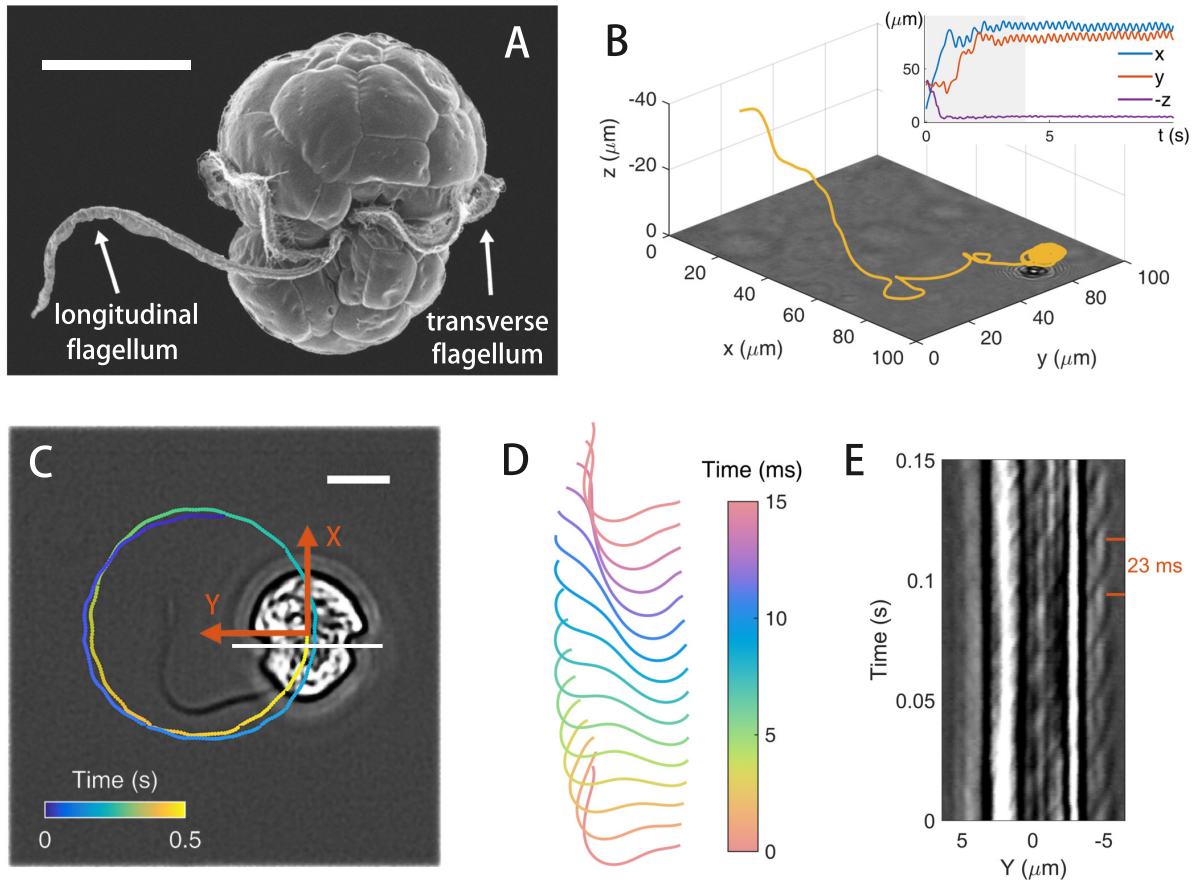 A
longitudinal
flagellum
transverse
flagellum
B
(μm)
50
0
5
t (s)
x
y
-z
-40
-20
0
z (μm)
0
20
40
60
80
100
x (μm)
0
20
40
60
80
100
y (μm)
C
X
Y
Time (s)
0
0.5
D
Time (ms)
15
10
5
0
E
0.15
0.1
0.05
0
Time (s)
23 ms
5
0
-5
Y (μm)